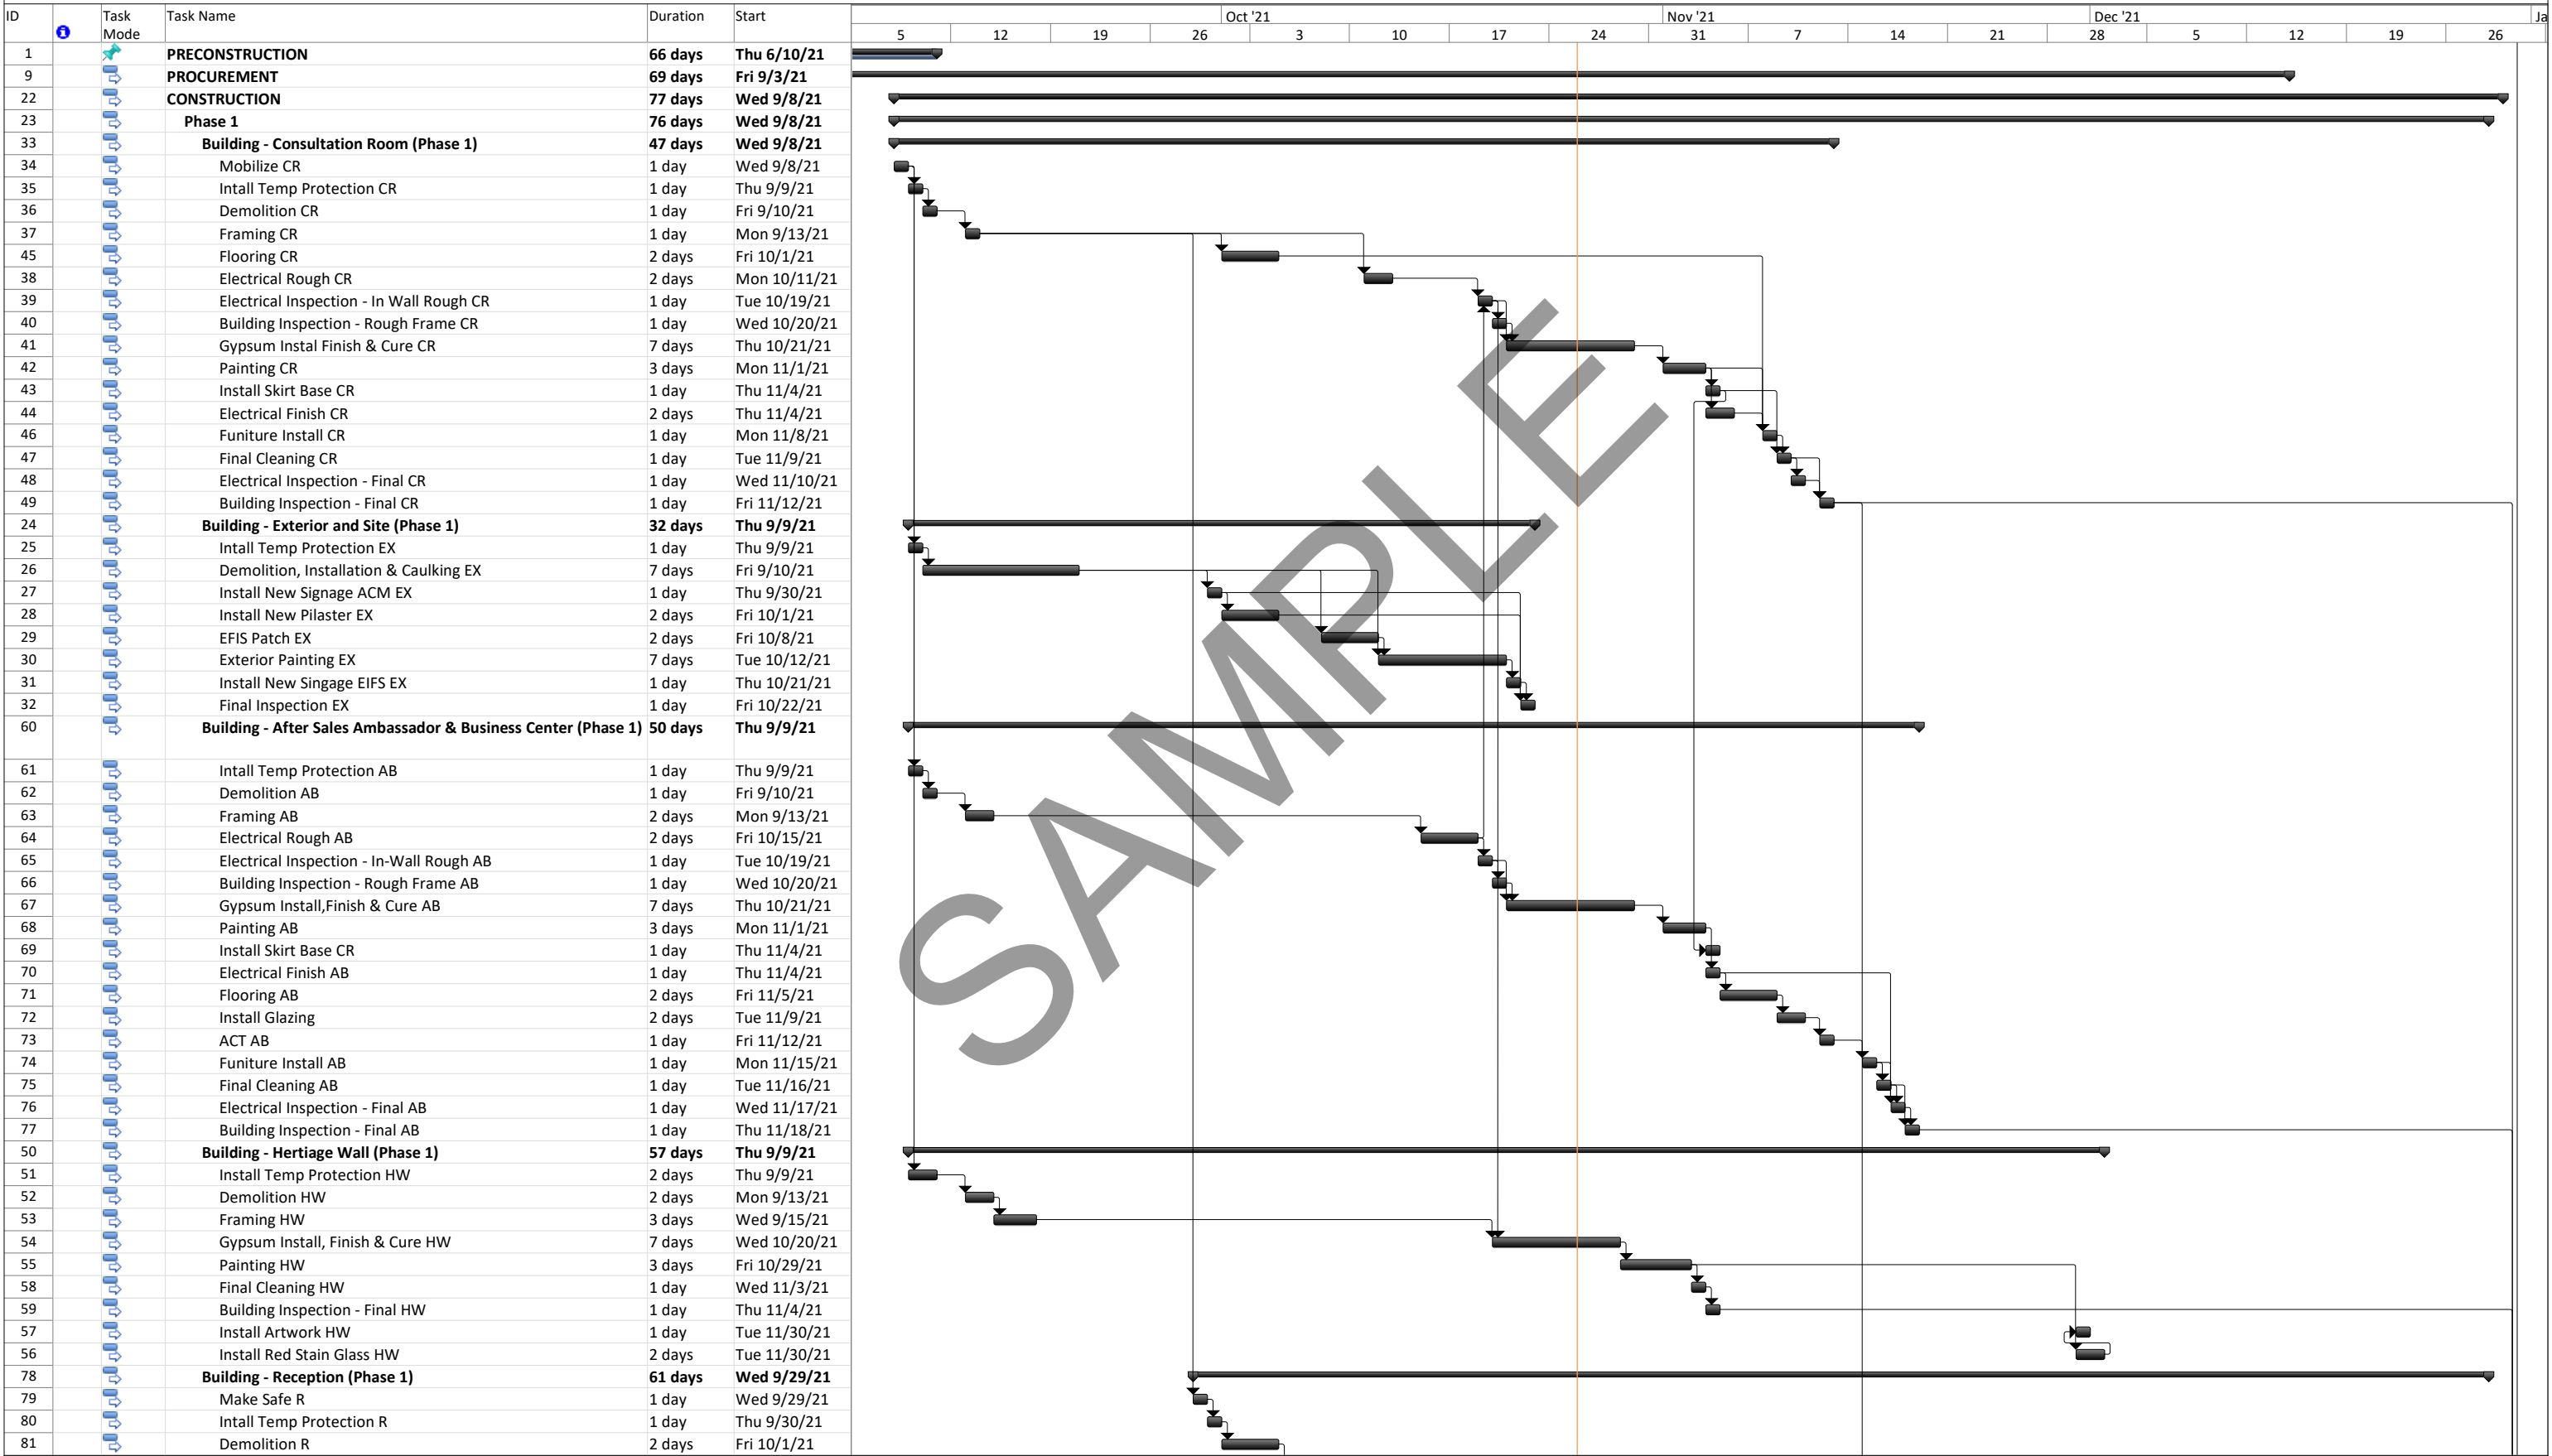 ID Task Mode Task Name Duration Start Oct '21 Nov '21 Dec '21 Ja
5 12 19 26 3 10 17 24 31 7 14 21 28 5 12 19 26
1 PRECONSTRUCTION 66 days Thu 6/10/21
9 PROCUREMENT 69 days Fri 9/3/21
22 CONSTRUCTION 77 days Wed 9/8/21
23 Phase 1 76 days Wed 9/8/21
33 Building - Consultation Room (Phase 1) 47 days Wed 9/8/21
34 Mobilize CR 1 day Wed 9/8/21
35 Intall Temp Protection CR 1 day Thu 9/9/21
36 Demolition CR 1 day Fri 9/10/21
37 Framing CR 1 day Mon 9/13/21
45 Flooring CR 2 days Fri 10/1/21
38 Electrical Rough CR 2 days Mon 10/11/21
39 Electrical Inspection - In Wall Rough CR 1 day Tue 10/19/21
40 Building Inspection - Rough Frame CR 1 day Wed 10/20/21
41 Gypsum Instal Finish & Cure CR 7 days Thu 10/21/21
42 Painting CR 3 days Mon 11/1/21
43 Install Skirt Base CR 1 day Thu 11/4/21
44 Electrical Finish CR 2 days Thu 11/4/21
46 Funiture Install CR 1 day Mon 11/8/21
47 Final Cleaning CR 1 day Tue 11/9/21
48 Electrical Inspection - Final CR 1 day Wed 11/10/21
49 Building Inspection - Final CR 1 day Fri 11/12/21
24 Building - Exterior and Site (Phase 1) 32 days Thu 9/9/21
25 Intall Temp Protection EX 1 day Thu 9/9/21
26 Demolition, Installation & Caulking EX 7 days Fri 9/10/21
27 Install New Signage ACM EX 1 day Thu 9/30/21
28 Install New Pilaster EX 2 days Fri 10/1/21
29 EFIS Patch EX 2 days Fri 10/8/21
30 Exterior Painting EX 7 days Tue 10/12/21
31 Install New Singage EIFS EX 1 day Thu 10/21/21
32 Final Inspection EX 1 day Fri 10/22/21
60 Building - After Sales Ambassador & Business Center (Phase 1) 50 days Thu 9/9/21
61 Intall Temp Protection AB 1 day Thu 9/9/21
62 Demolition AB 1 day Fri 9/10/21
63 Framing AB 2 days Mon 9/13/21
64 Electrical Rough AB 2 days Fri 10/15/21
65 Electrical Inspection - In-Wall Rough AB 1 day Tue 10/19/21
66 Building Inspection - Rough Frame AB 1 day Wed 10/20/21
67 Gypsum Install,Finish & Cure AB 7 days Thu 10/21/21
68 Painting AB 3 days Mon 11/1/21
69 Install Skirt Base CR 1 day Thu 11/4/21
70 Electrical Finish AB 1 day Thu 11/4/21
71 Flooring AB 2 days Fri 11/5/21
72 Install Glazing 2 days Tue 11/9/21
73 ACT AB 1 day Fri 11/12/21
74 Funiture Install AB 1 day Mon 11/15/21
75 Final Cleaning AB 1 day Tue 11/16/21
76 Electrical Inspection - Final AB 1 day Wed 11/17/21
77 Building Inspection - Final AB 1 day Thu 11/18/21
50 Building - Hertiage Wall (Phase 1) 57 days Thu 9/9/21
51 Install Temp Protection HW 2 days Thu 9/9/21
52 Demolition HW 2 days Mon 9/13/21
53 Framing HW 3 days Wed 9/15/21
54 Gypsum Install, Finish & Cure HW 7 days Wed 10/20/21
55 Painting HW 3 days Fri 10/29/21
58 Final Cleaning HW 1 day Wed 11/3/21
59 Building Inspection - Final HW 1 day Thu 11/4/21
57 Install Artwork HW 1 day Tue 11/30/21
56 Install Red Stain Glass HW 2 days Tue 11/30/21
78 Building - Reception (Phase 1) 61 days Wed 9/29/21
79 Make Safe R 1 day Wed 9/29/21
80 Intall Temp Protection R 1 day Thu 9/30/21
81 Demolition R 2 days Fri 10/1/21
SAMPLE